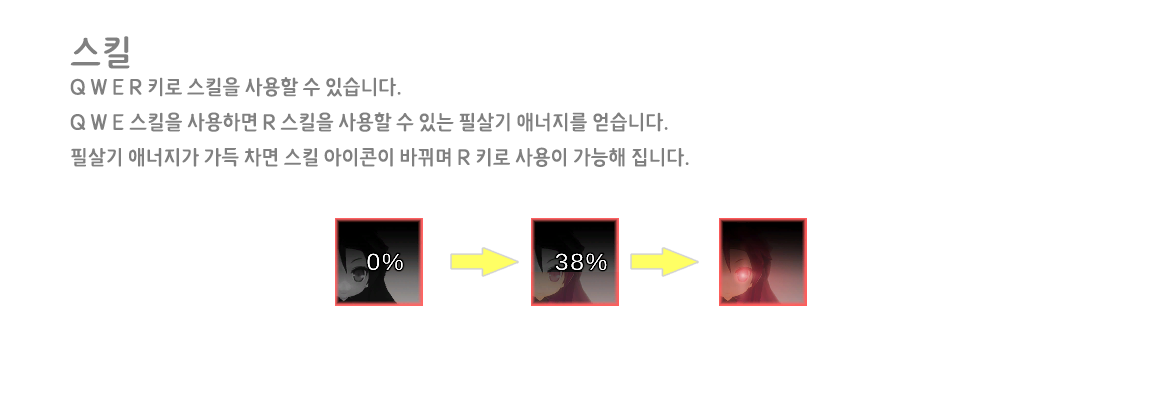 스킬
Q W E R 키로 스킬을 사용할 수 있습니다.
Q W E 스킬을 사용하면 R 스킬을 사용할 수 있는 필살기 애너지를 얻습니다.
필살기 애너지가 가득 차면 스킬 아이콘이 바뀌며 R 키로 사용이 가능해 집니다.
0% 38%